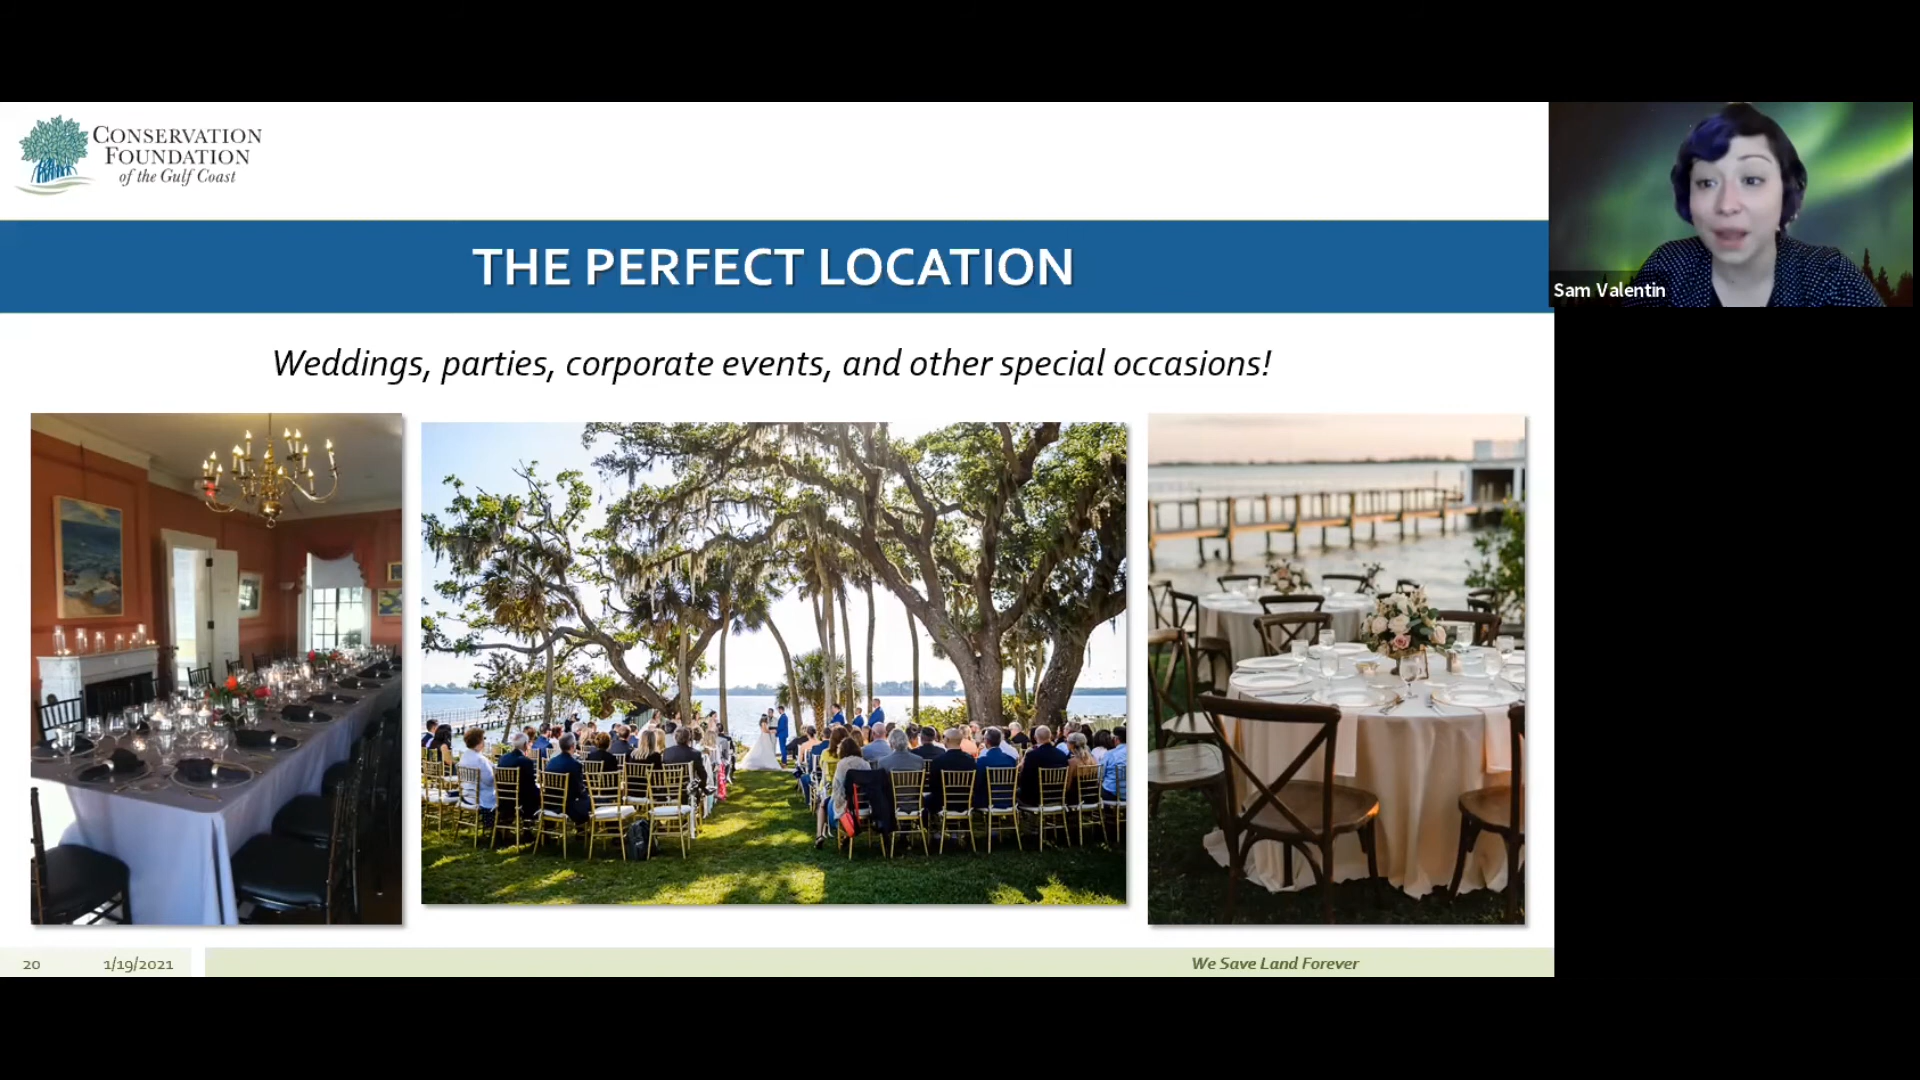 CONSERVATION
FOUNDATION
of the Gulf Coast
THE PERFECT LOCATION
Sam Valentin
Weddings, parties, corporate events, and other special occasions!
20
1/19/2021
We Save Land Forever